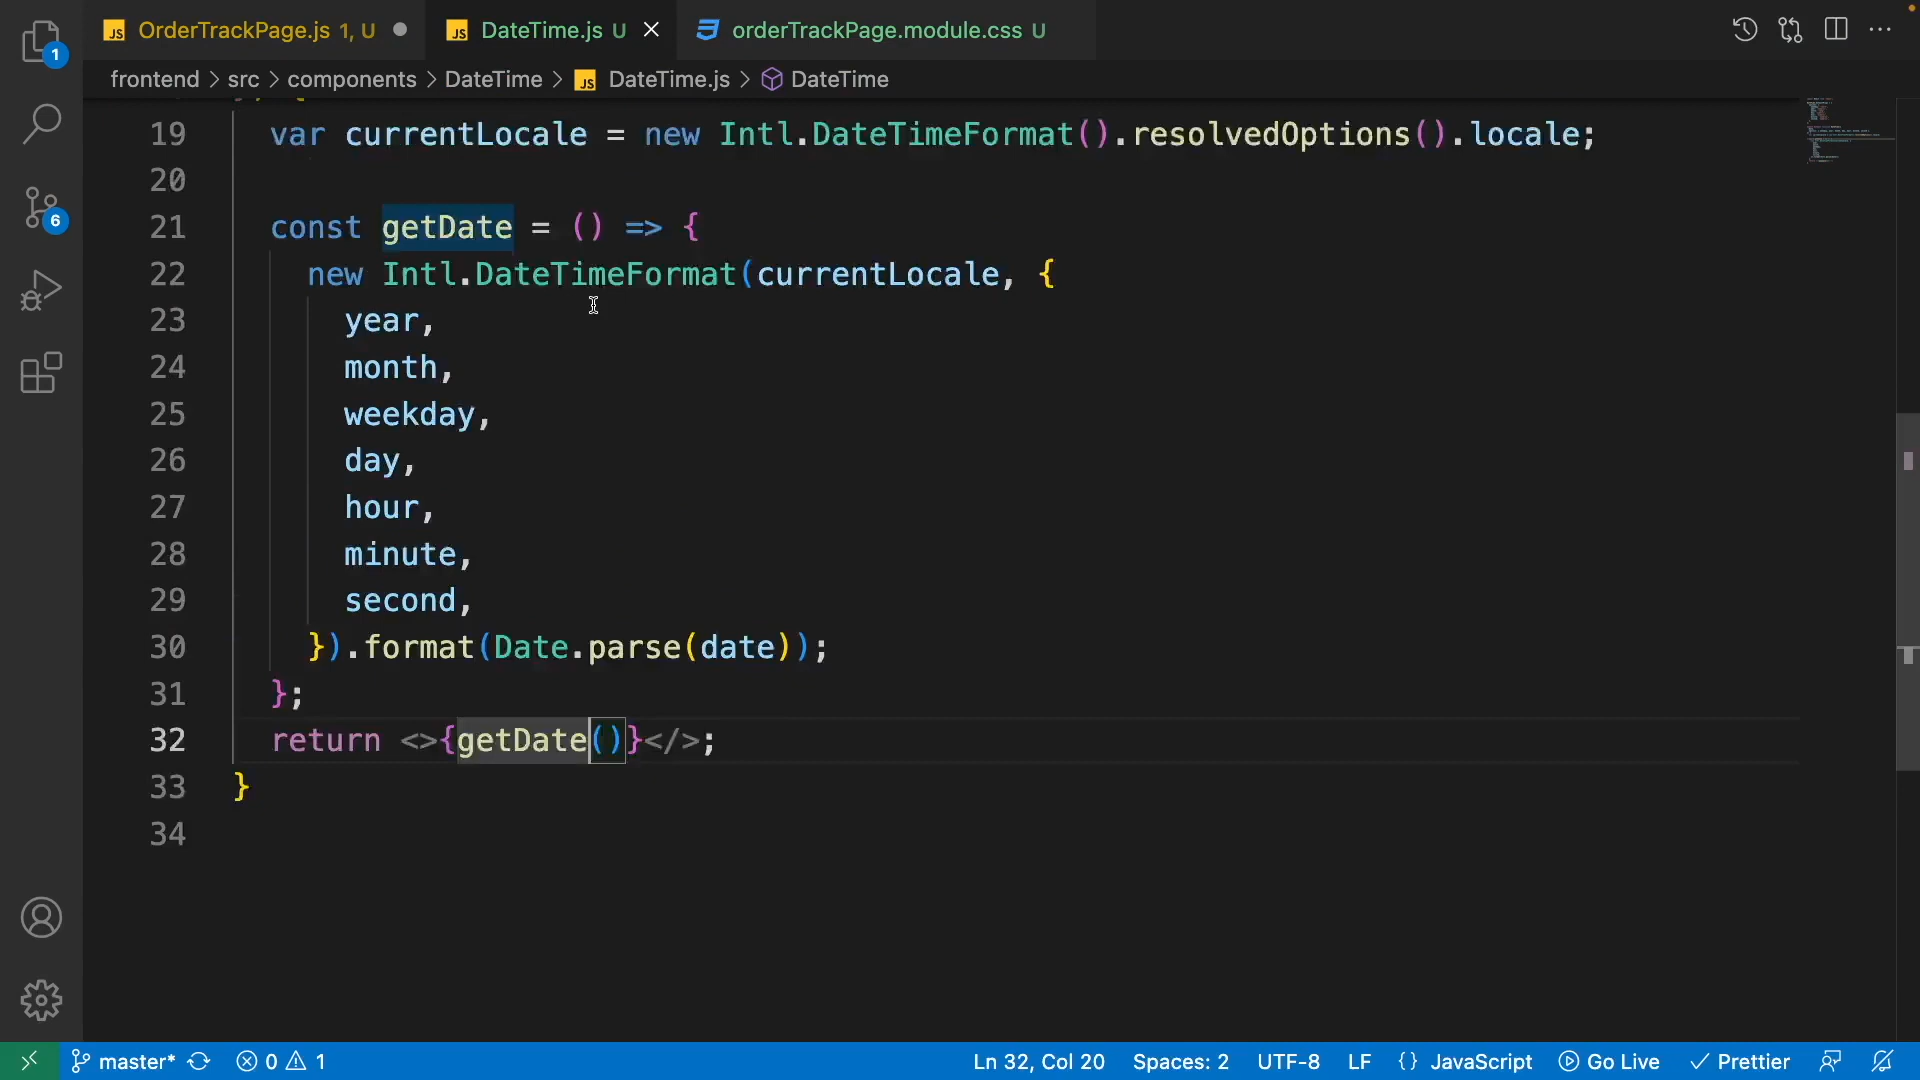 JS OrderTrackPage.js 1, U
JS DateTime.js U
orderTrackPage.module.css U
1
frontend > src > components > DateTime > JS DateTime.js > DateTime
19 var currentLocale = new Intl.DateTimeFormat().resolvedOptions().locale;
20
21 const getDate = () => {
22 new Intl.DateTimeFormat(currentLocale, {
23 year,
24 month,
25 weekday,
26 day,
27 hour,
28 minute,
29 second,
30 }).format(Date.parse(date));
31 };
32 return <>{getDate()}</>;
33 }
34
6
master*
0
1
Ln 32, Col 20
Spaces: 2
UTF-8
LF
{} JavaScript
Go Live
Prettier